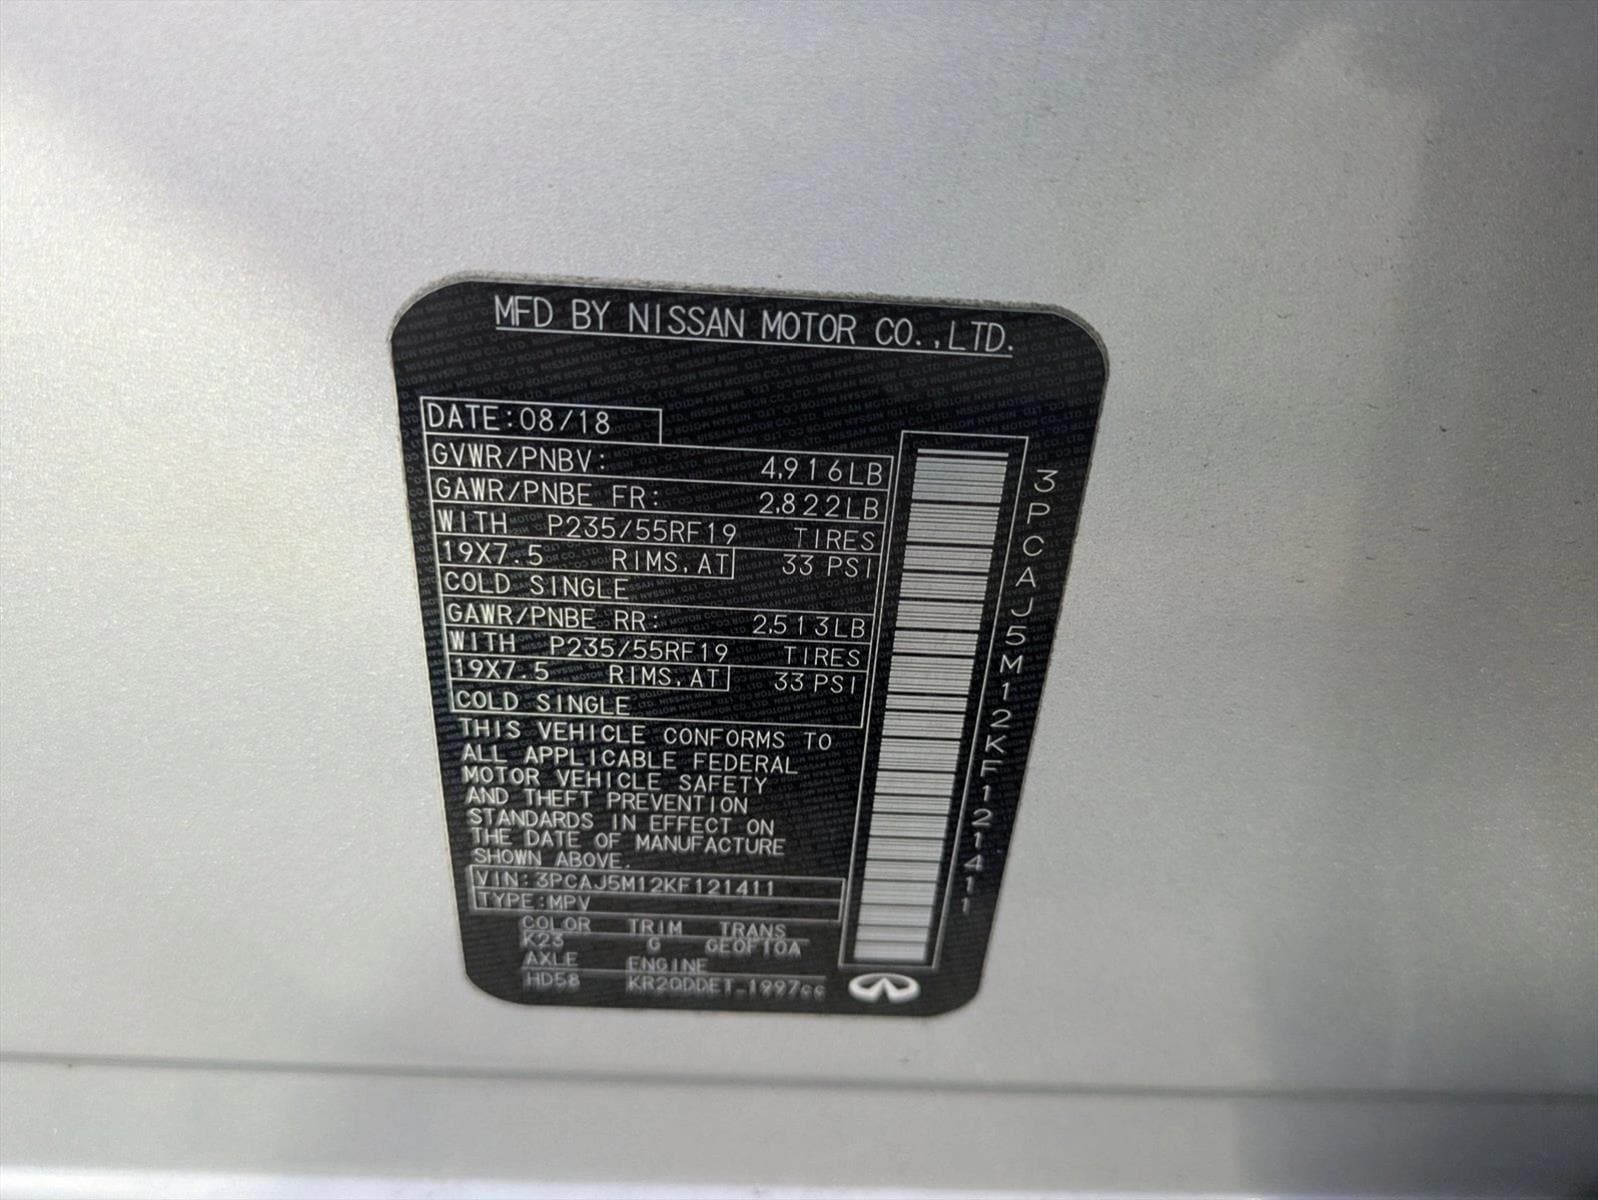 MFD BY NISSAN MOTOR CO.,LTD.
DATE:08/18
GVWR/PNBV: 4,916LB
GAWR/PNBE FR: 2,822LB
WITH P235/55RF19 TIRES
19X7.5 RIMS.AT 33 PSI
COLD SINGLE
GAWR/PNBE RR: 2,513LB
WITH P235/55RF19 TIRES
19X7.5 RIMS.AT 33 PSI
COLD SINGLE
THIS VEHICLE CONFORMS TO
ALL APPLICABLE FEDERAL
MOTOR VEHICLE SAFETY
AND THEFT PREVENTION
STANDARDS IN EFFECT ON
THE DATE OF MANUFACTURE
SHOWN ABOVE.
VIN:3PCAJ5M12KF121411
TYPE:MPV
COLOR TRIM TRANS
K23 G GEOF10A
AXLE ENGINE
HD58 KR20DDET 1997cc
3PCAJ5M12KF121411